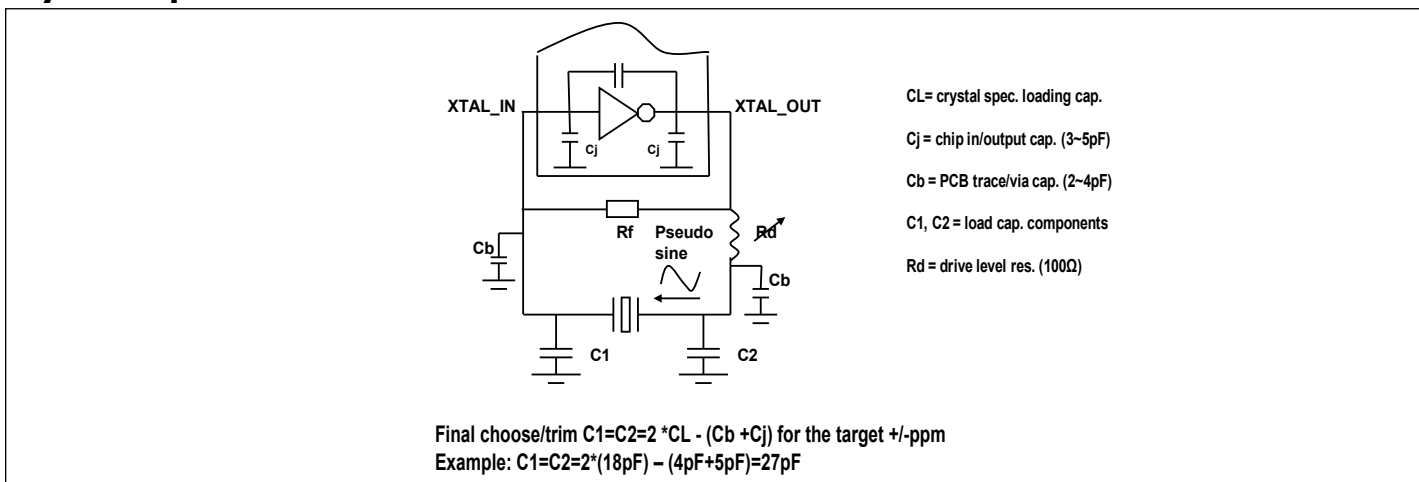 XTAL_IN
XTAL_OUT
Cj
Cj
Rf
Pseudo
sine
Rd
Cb
Cb
C1
C2
CL= crystal spec. loading cap.
Cj = chip in/output cap. (3~5pF)
Cb = PCB trace/via cap. (2~4pF)
C1, C2 = load cap. components
Rd = drive level res. (100Ω)
Final choose/trim C1=C2=2 *CL - (Cb +Cj) for the target +/-ppm
Example: C1=C2=2*(18pF) – (4pF+5pF)=27pF